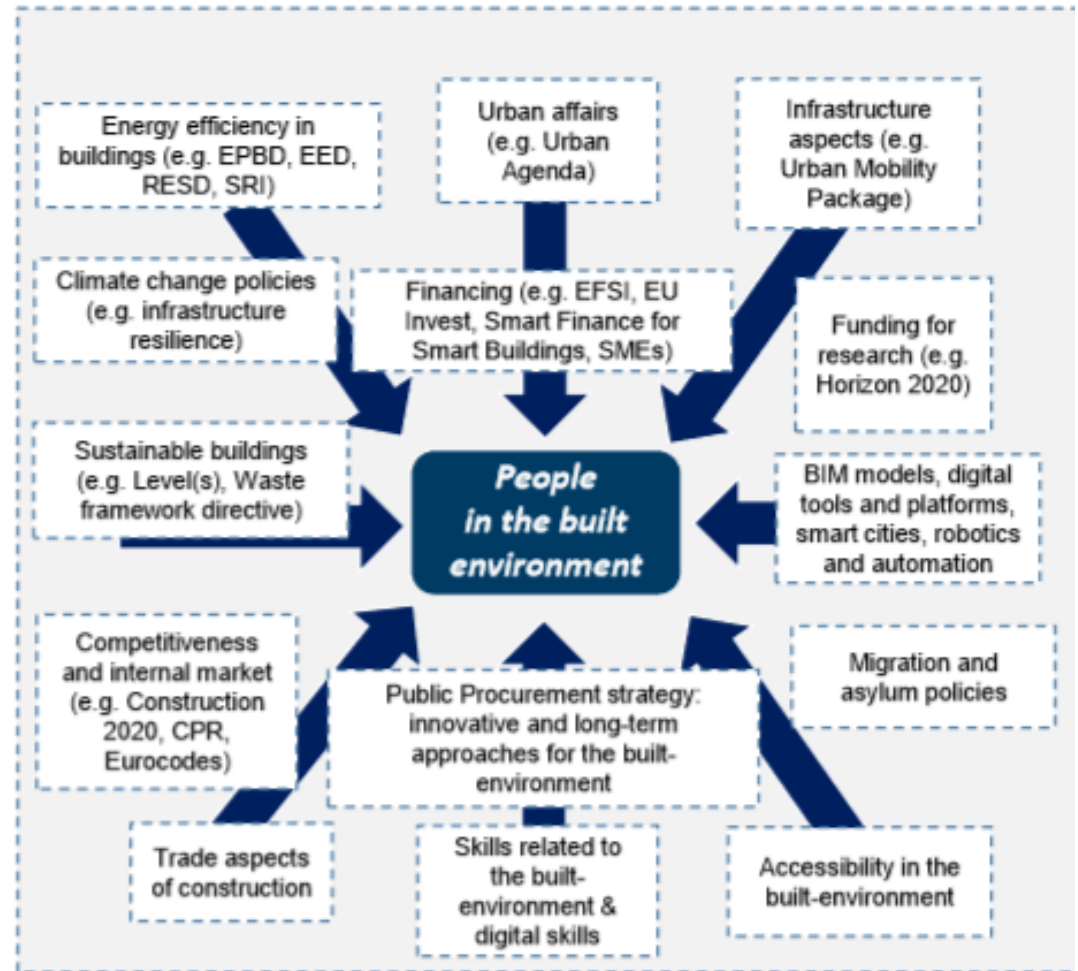 Energy efficiency in
buildings (e.g. EPBD, EED,
RESD, SRI)
Urban affairs
(e.g. Urban
Agenda)
Infrastructure
aspects (e.g.
Urban Mobility
Package)
Climate change policies
(e.g. infrastructure
resilience)
Financing (e.g. EFSI, EU
Invest, Smart Finance for
Smart Buildings, SMEs)
Funding for
research (e.g.
Horizon 2020)
Sustainable buildings
(e.g. Level(s), Waste
framework directive)
People
in the built
environment
BIM models, digital
tools and platforms,
smart cities, robotics
and automation
Competitiveness
and internal market
(e.g. Construction
2020, CPR,
Eurocodes)
Public Procurement strategy:
innovative and long-term
approaches for the built-
environment
Migration and
asylum policies
Trade aspects
of construction
Skills related to
the built-
environment &
digital skills
Accessibility in the
built-environment